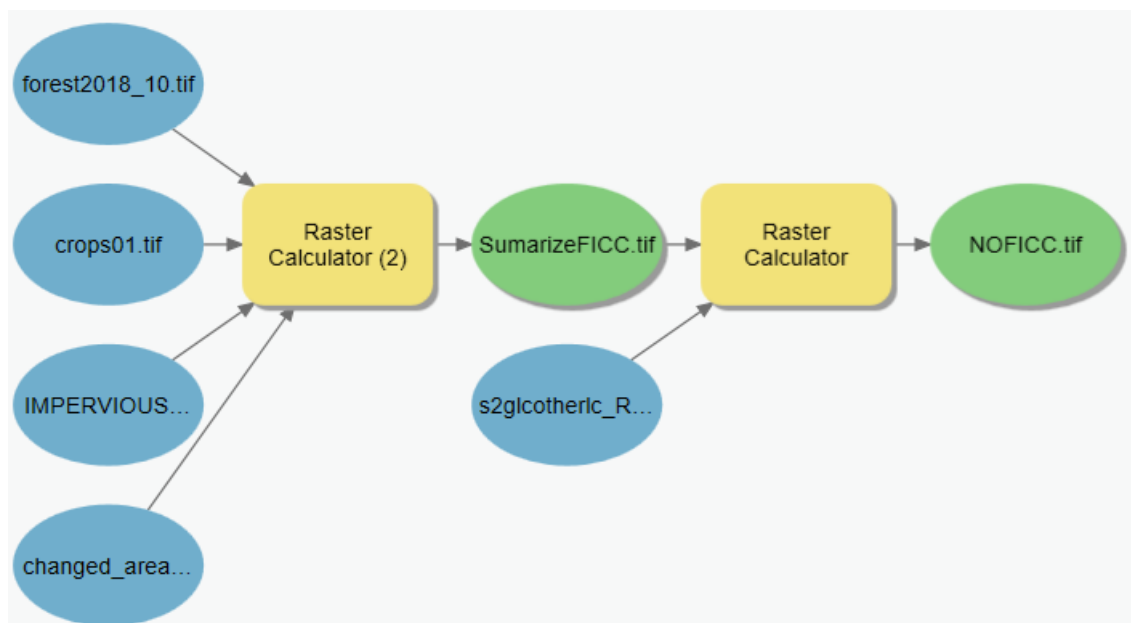 forest2018_10.tif
crops01.tif
Raster
Calculator (2)
SumarizeFICC.tif
Raster
Calculator
NOFICC.tif
IMPERVIOUS...
s2glcotherlc_R...
changed_area...